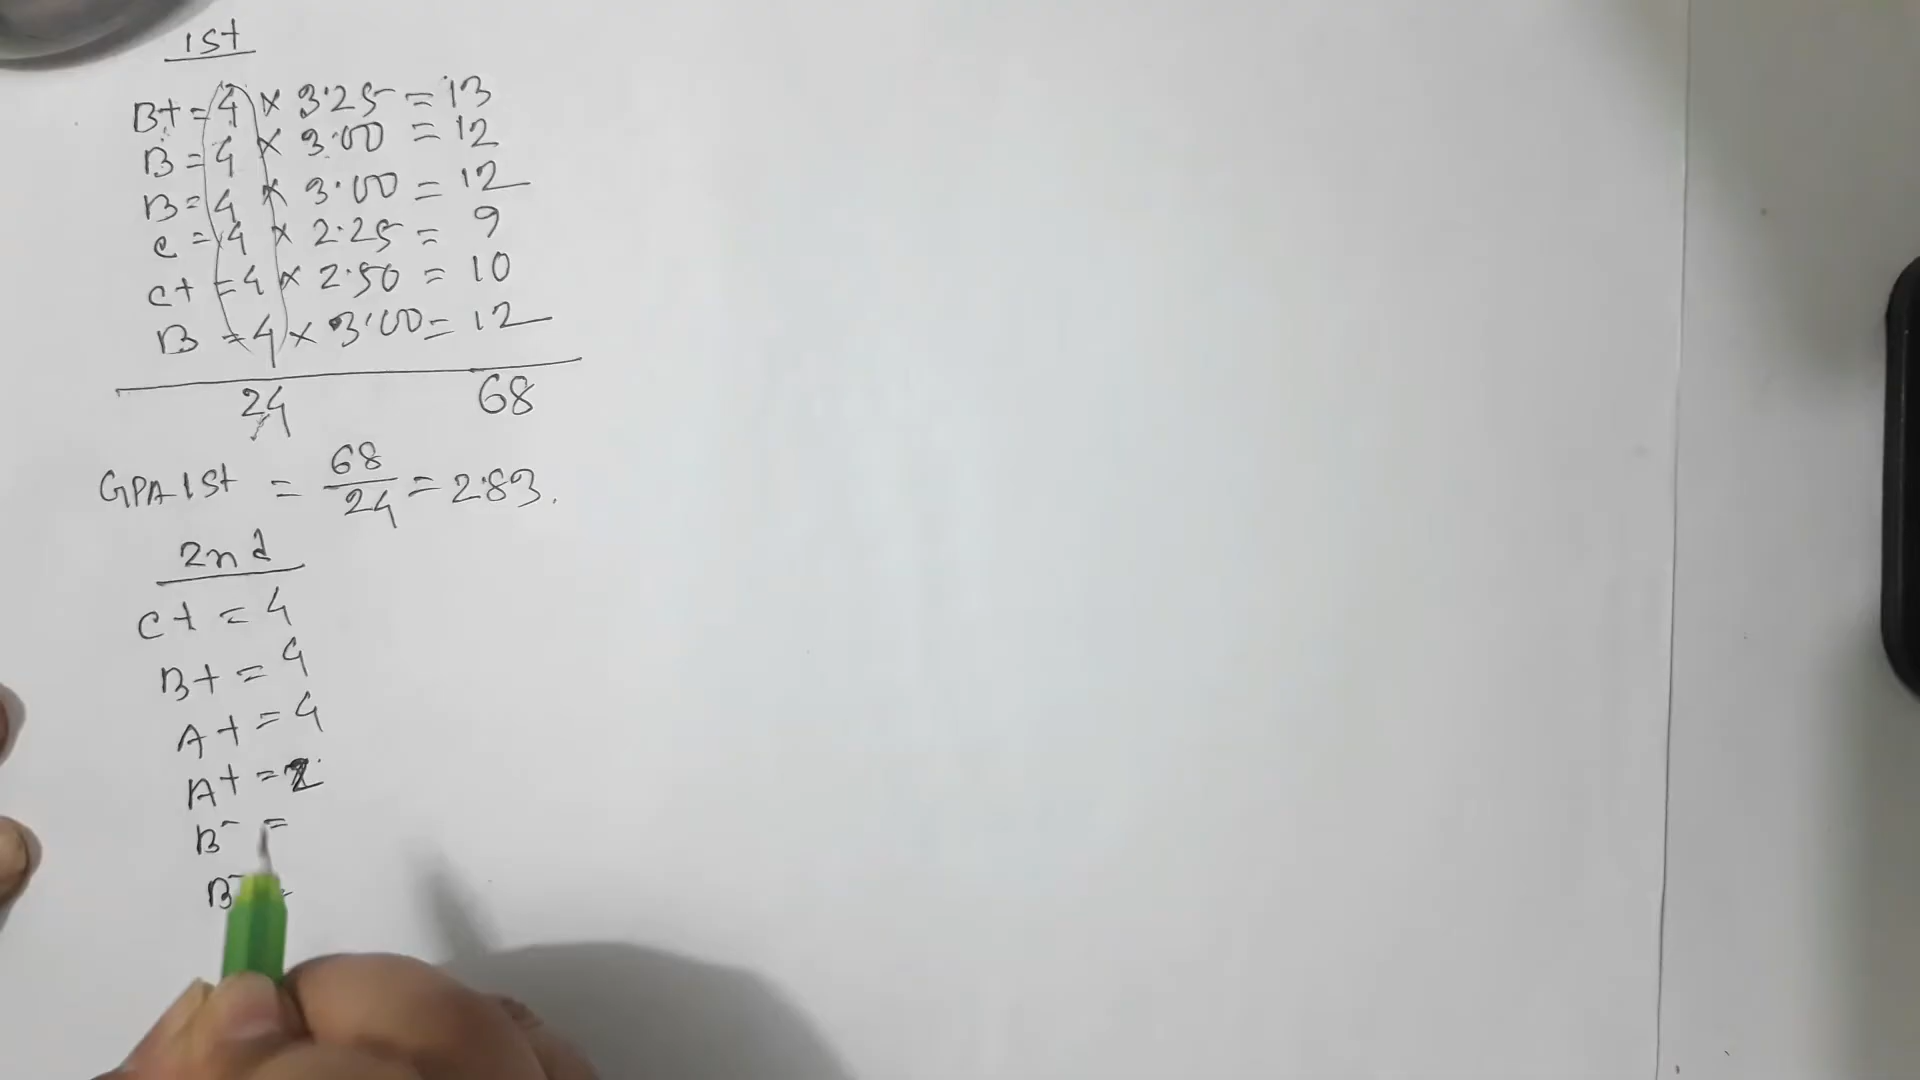 1st
B+ = 4 × 3.25 = 13
B = 4 × 3.00 = 12
B = 4 × 3.00 = 12
C = 4 × 2.25 = 9
C+ = 4 × 2.50 = 10
B = 4 × 3.00 = 12
24 68
GPA 1st = 68/24 = 2.83.
2nd
C+ = 4
B+ = 4
A+ = 4
A+ = 2
B- =
B- =